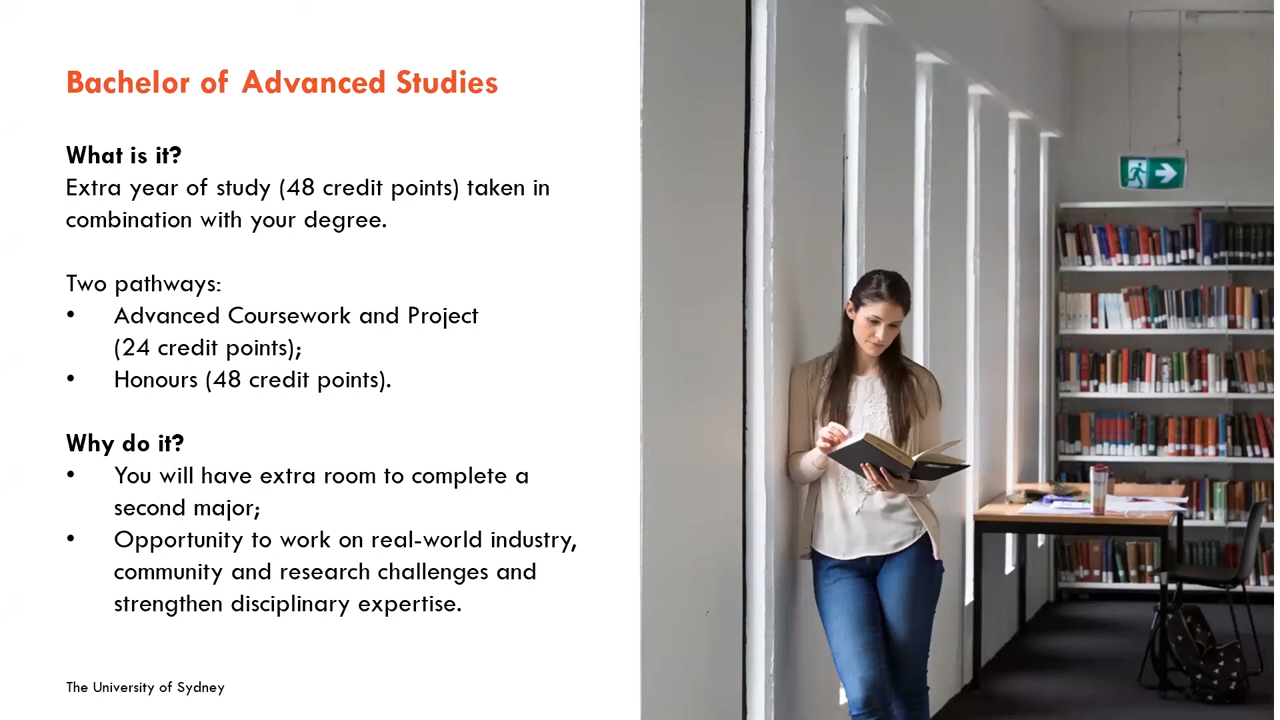 Bachelor of Advanced Studies
What is it?
Extra year of study (48 credit points) taken in
combination with your degree.
Two pathways:
• Advanced Coursework and Project
(24 credit points);
• Honours (48 credit points).
Why do it?
• You will have extra room to complete a
second major;
• Opportunity to work on real-world industry,
community and research challenges and
strengthen disciplinary expertise.
The University of Sydney